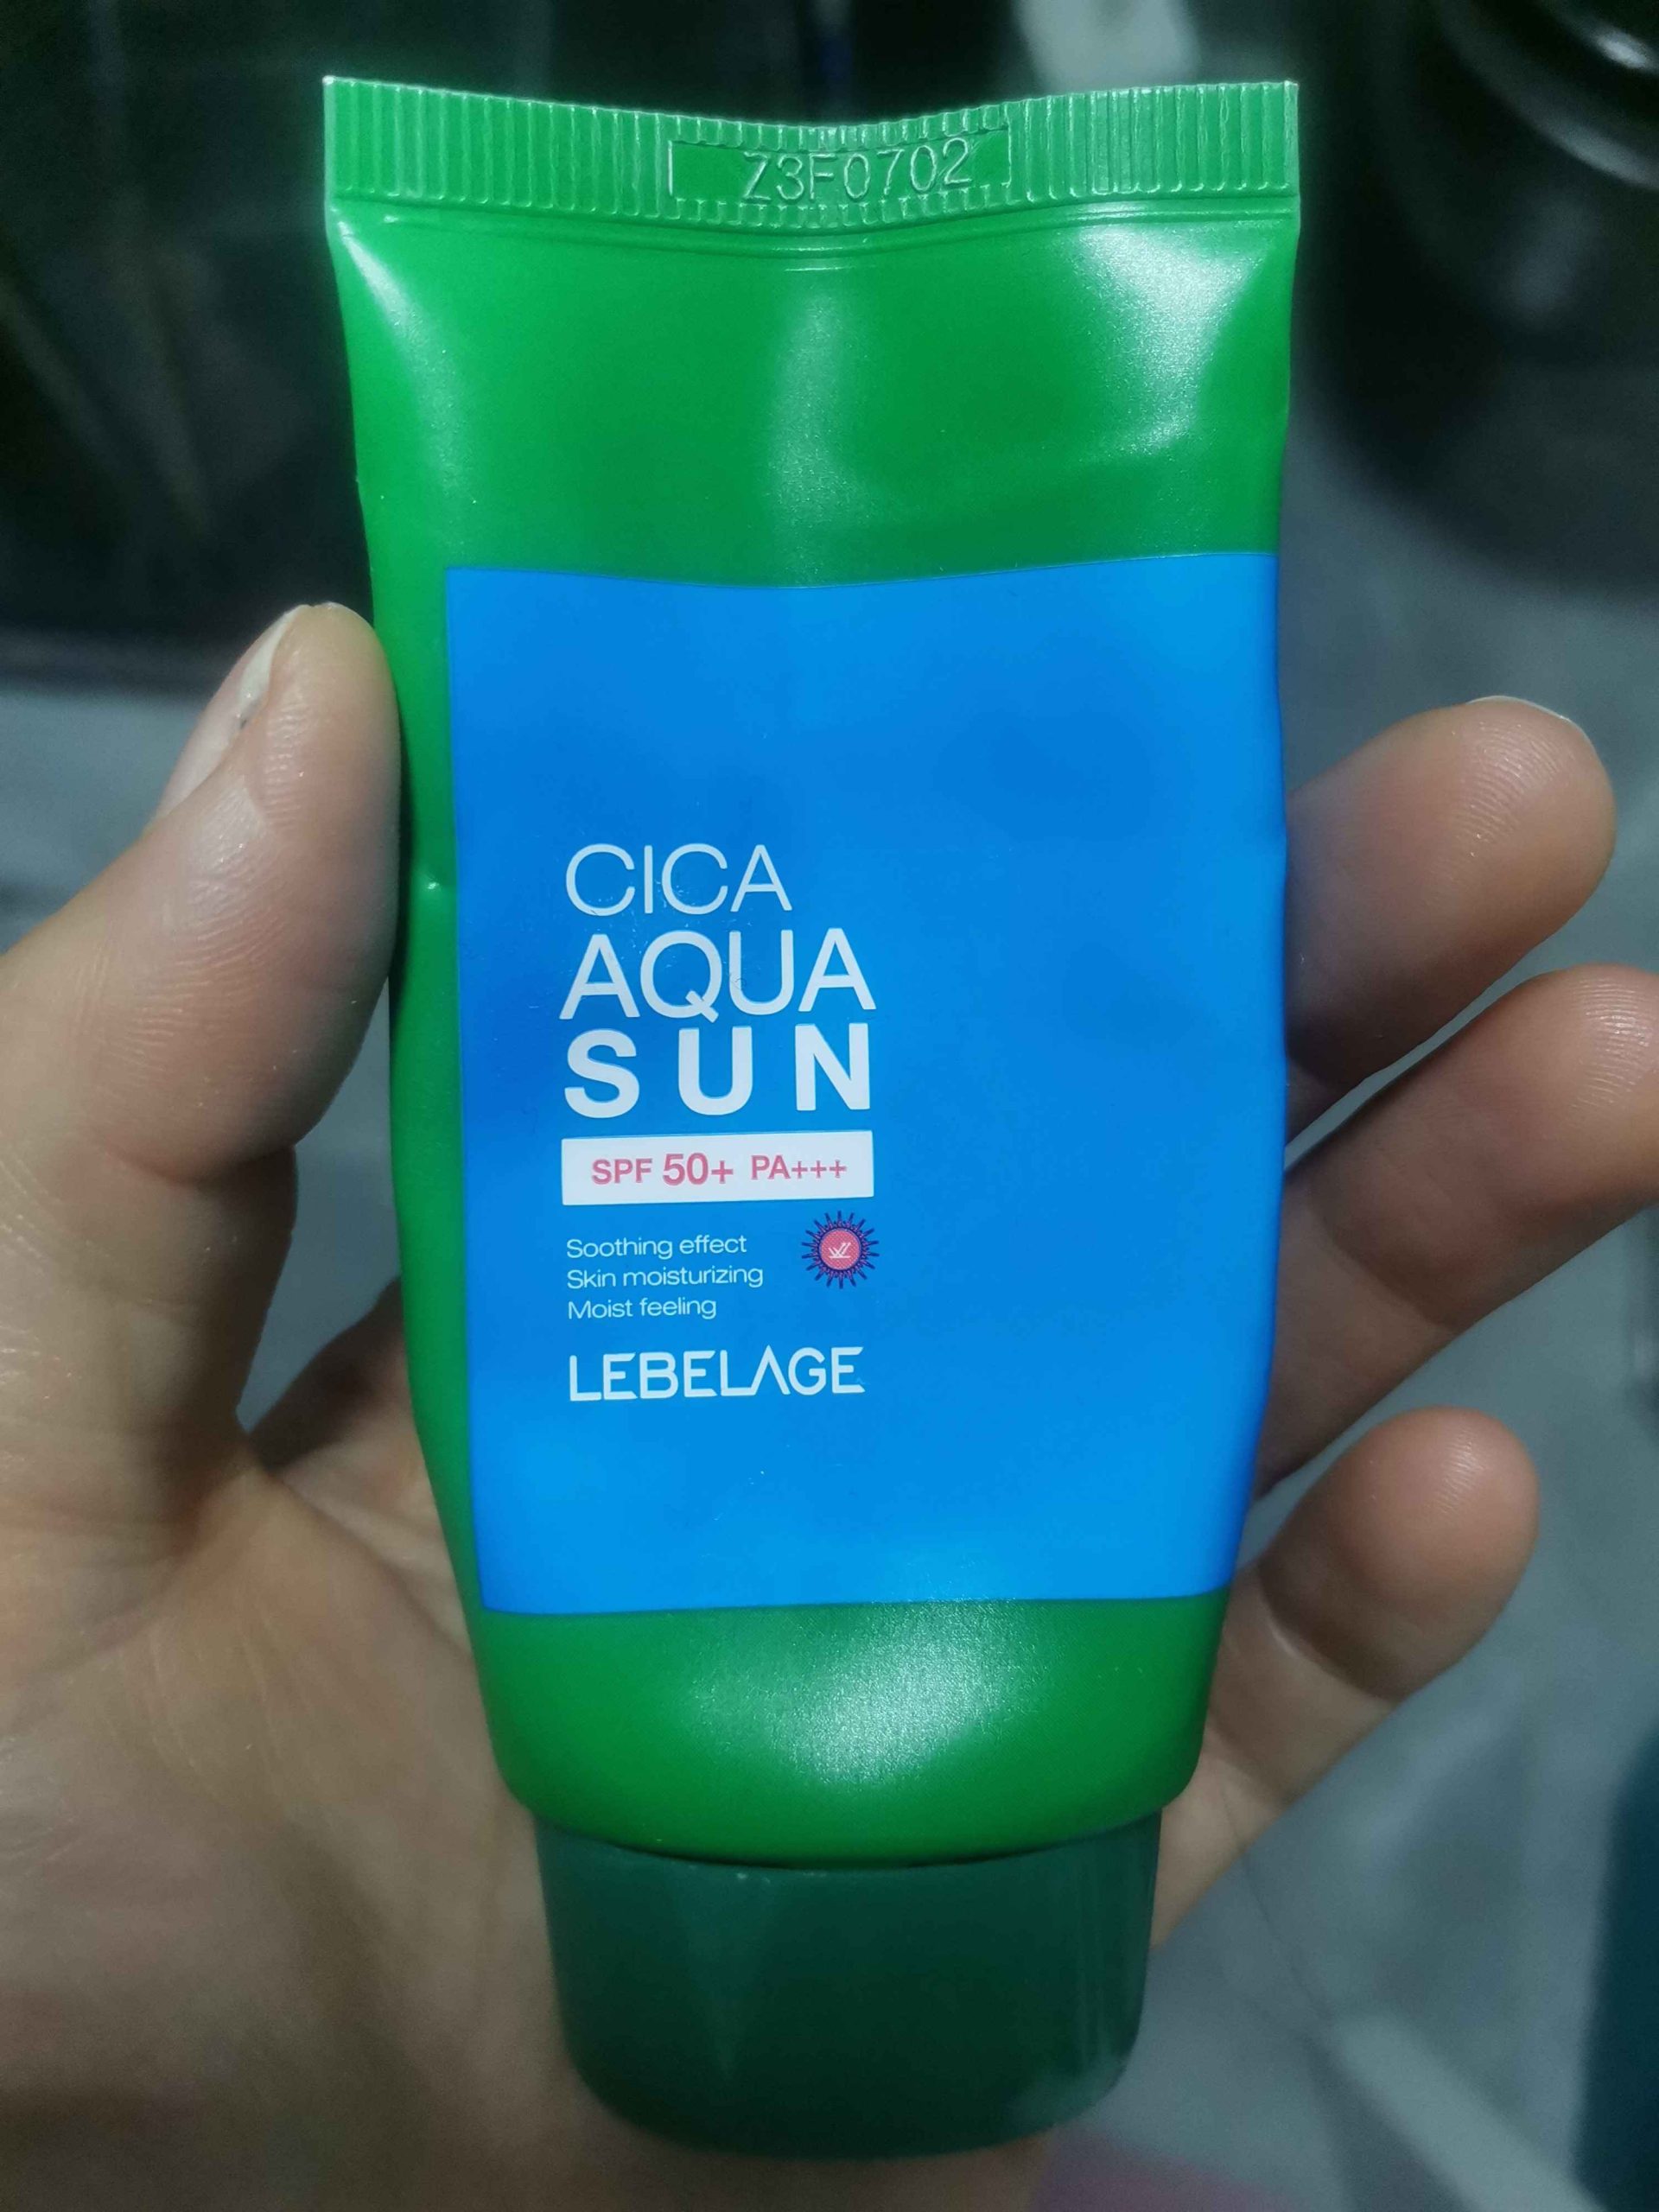 Z3F0702
CICA
AQUA
SUN
SPF 50+ PA+++
Soothing effect
Skin moisturizing
Moist feeling
LEBELAGE